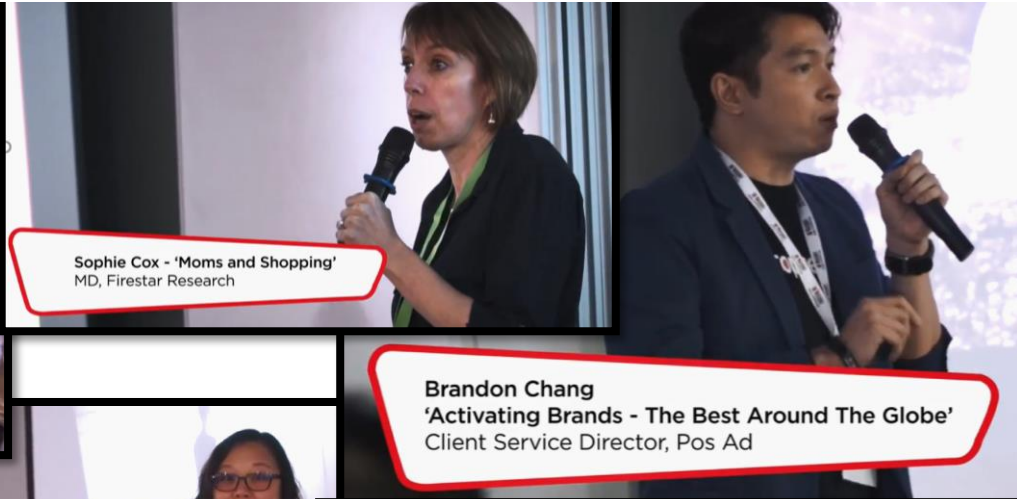 Sophie Cox - ‘Moms and Shopping’
MD, Firestar Research
Brandon Chang
‘Activating Brands - The Best Around The Globe’
Client Service Director, Pos Ad